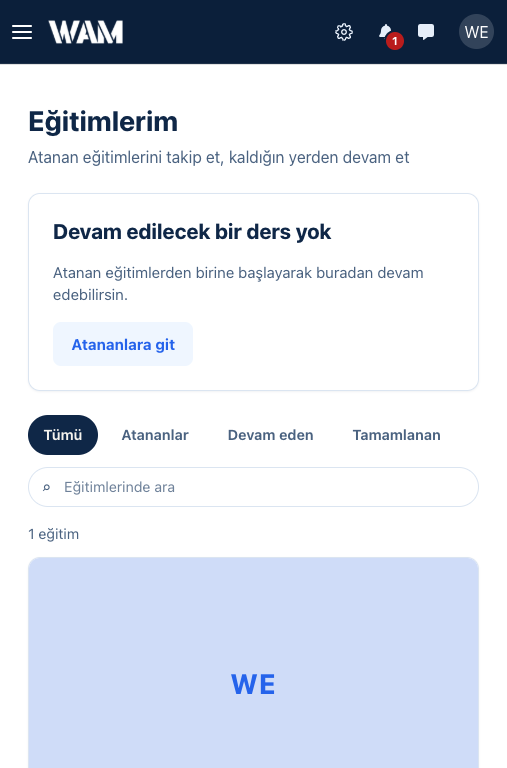 WAM
1
WE
Eğitimlerim
Atanan eğitimlerini takip et, kaldığın yerden devam et
Devam edilecek bir ders yok
Atanan eğitimlerden birine başlayarak buradan devam
edebilirsin.
Atananlara git
Tümü Atananlar Devam eden Tamamlanan
Eğitimlerinde ara
1 eğitim
WE